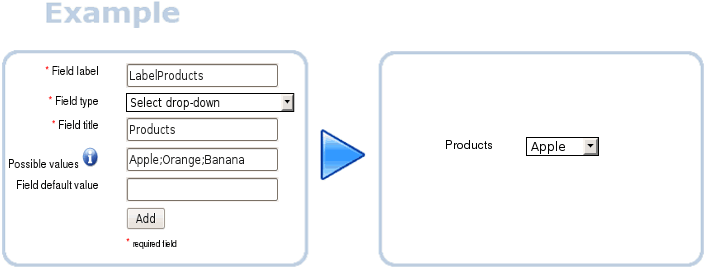 Example
* Field label LabelProducts
* Field type Select drop-down
* Field title Products
Possible values i Apple;Orange;Banana
Field default value
Add
* required field
Products Apple